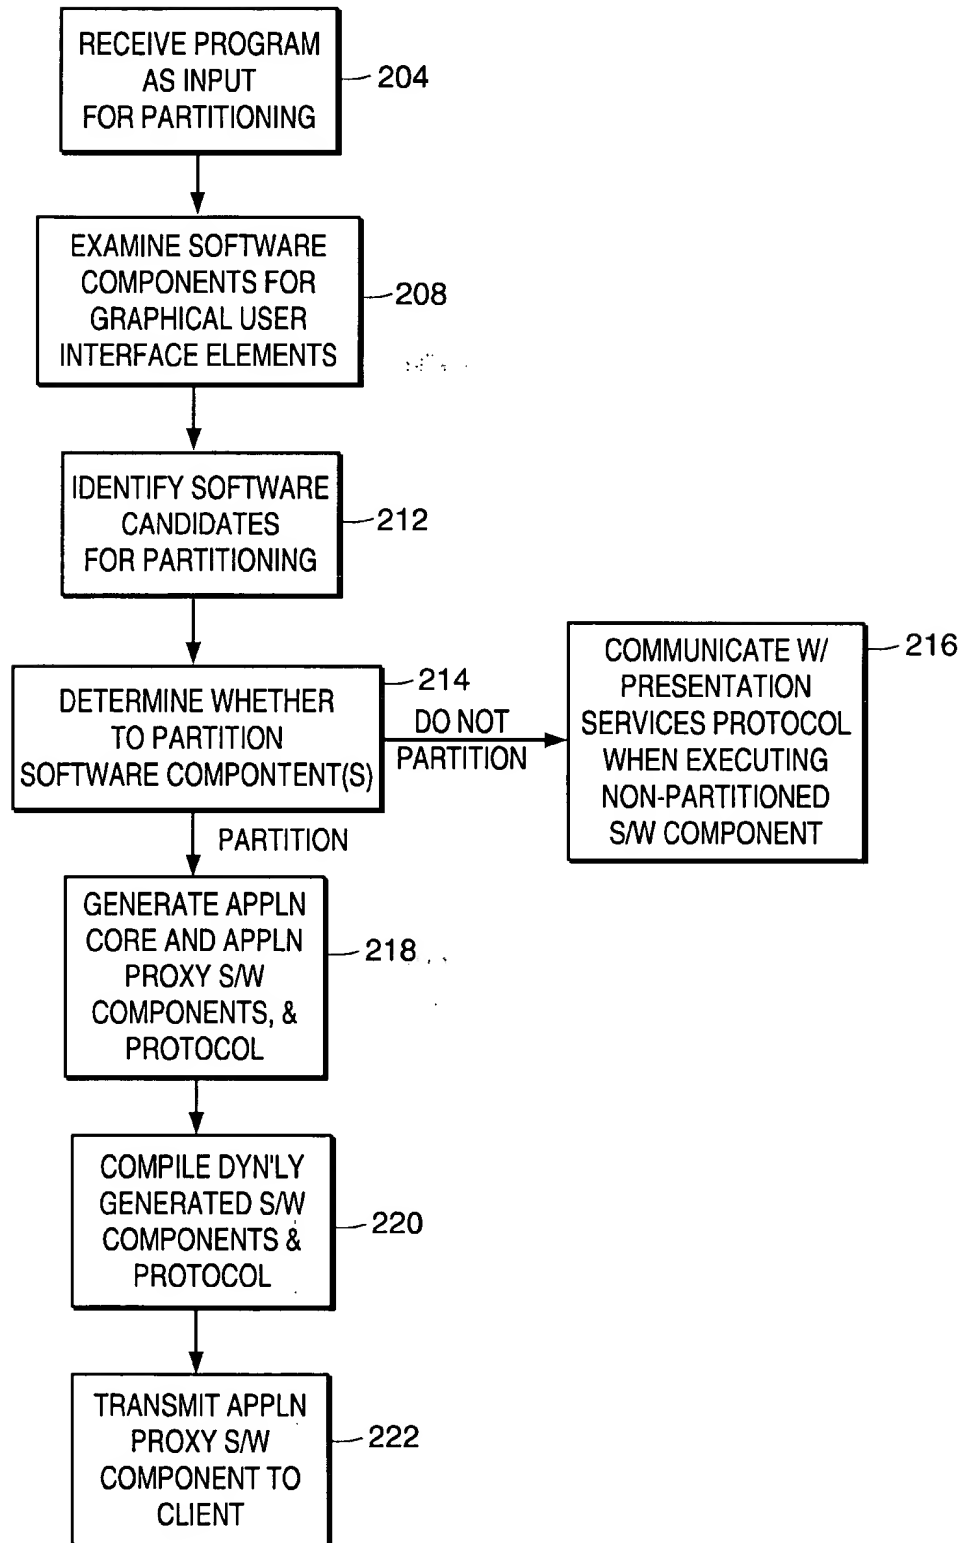 RECEIVE PROGRAM
AS INPUT
FOR PARTITIONING
204
EXAMINE SOFTWARE
COMPONENTS FOR
GRAPHICAL USER
INTERFACE ELEMENTS
208
IDENTIFY SOFTWARE
CANDIDATES
FOR PARTITIONING
212
DETERMINE WHETHER
TO PARTITION
SOFTWARE COMPONTENT(S)
214
DO NOT
PARTITION
COMMUNICATE W/
PRESENTATION
SERVICES PROTOCOL
WHEN EXECUTING
NON-PARTITIONED
S/W COMPONENT
216
PARTITION
GENERATE APPLN
CORE AND APPLN
PROXY S/W
COMPONENTS, &
PROTOCOL
218
COMPILE DYN'LY
GENERATED S/W
COMPONENTS &
PROTOCOL
220
TRANSMIT APPLN
PROXY S/W
COMPONENT TO
CLIENT
222